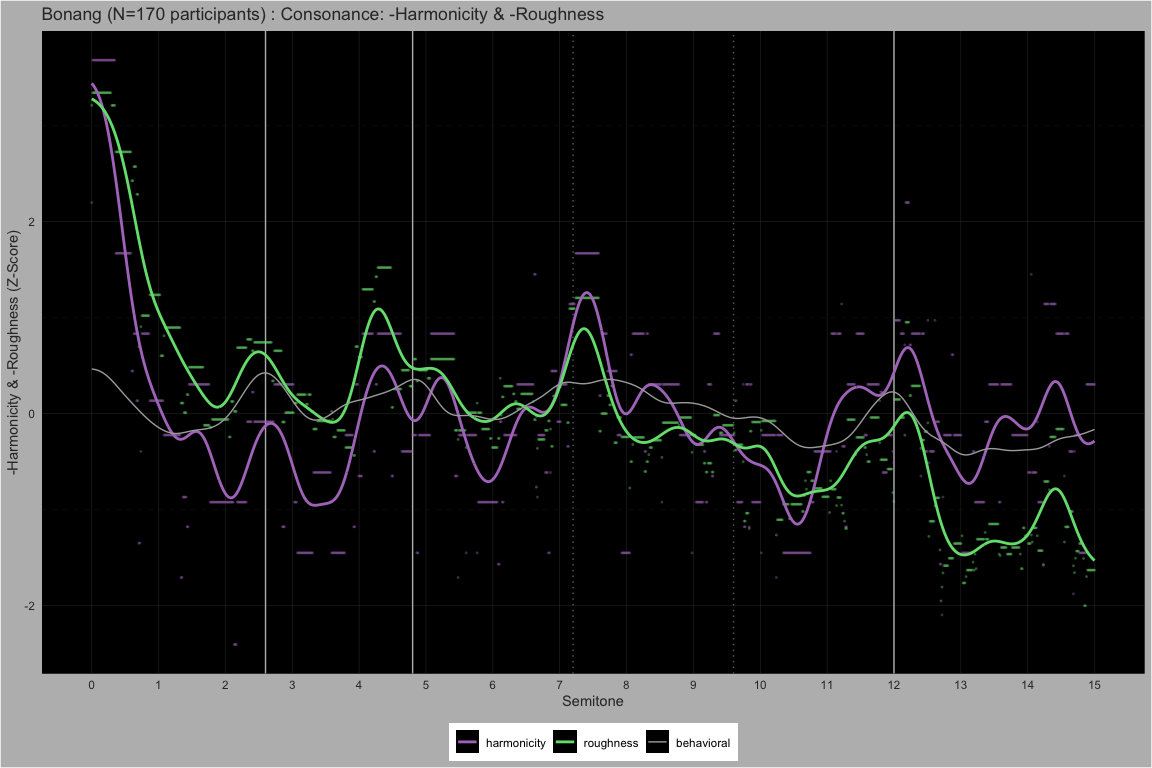 Bonang (N=170 participants) : Consonance: -Harmonicity & -Roughness
-Harmonicity & -Roughness (Z-Score)
2
0
-2
0 1 2 3 4 5 6 7 8 9 10 11 12 13 14 15
Semitone
harmonicity roughness behavioral